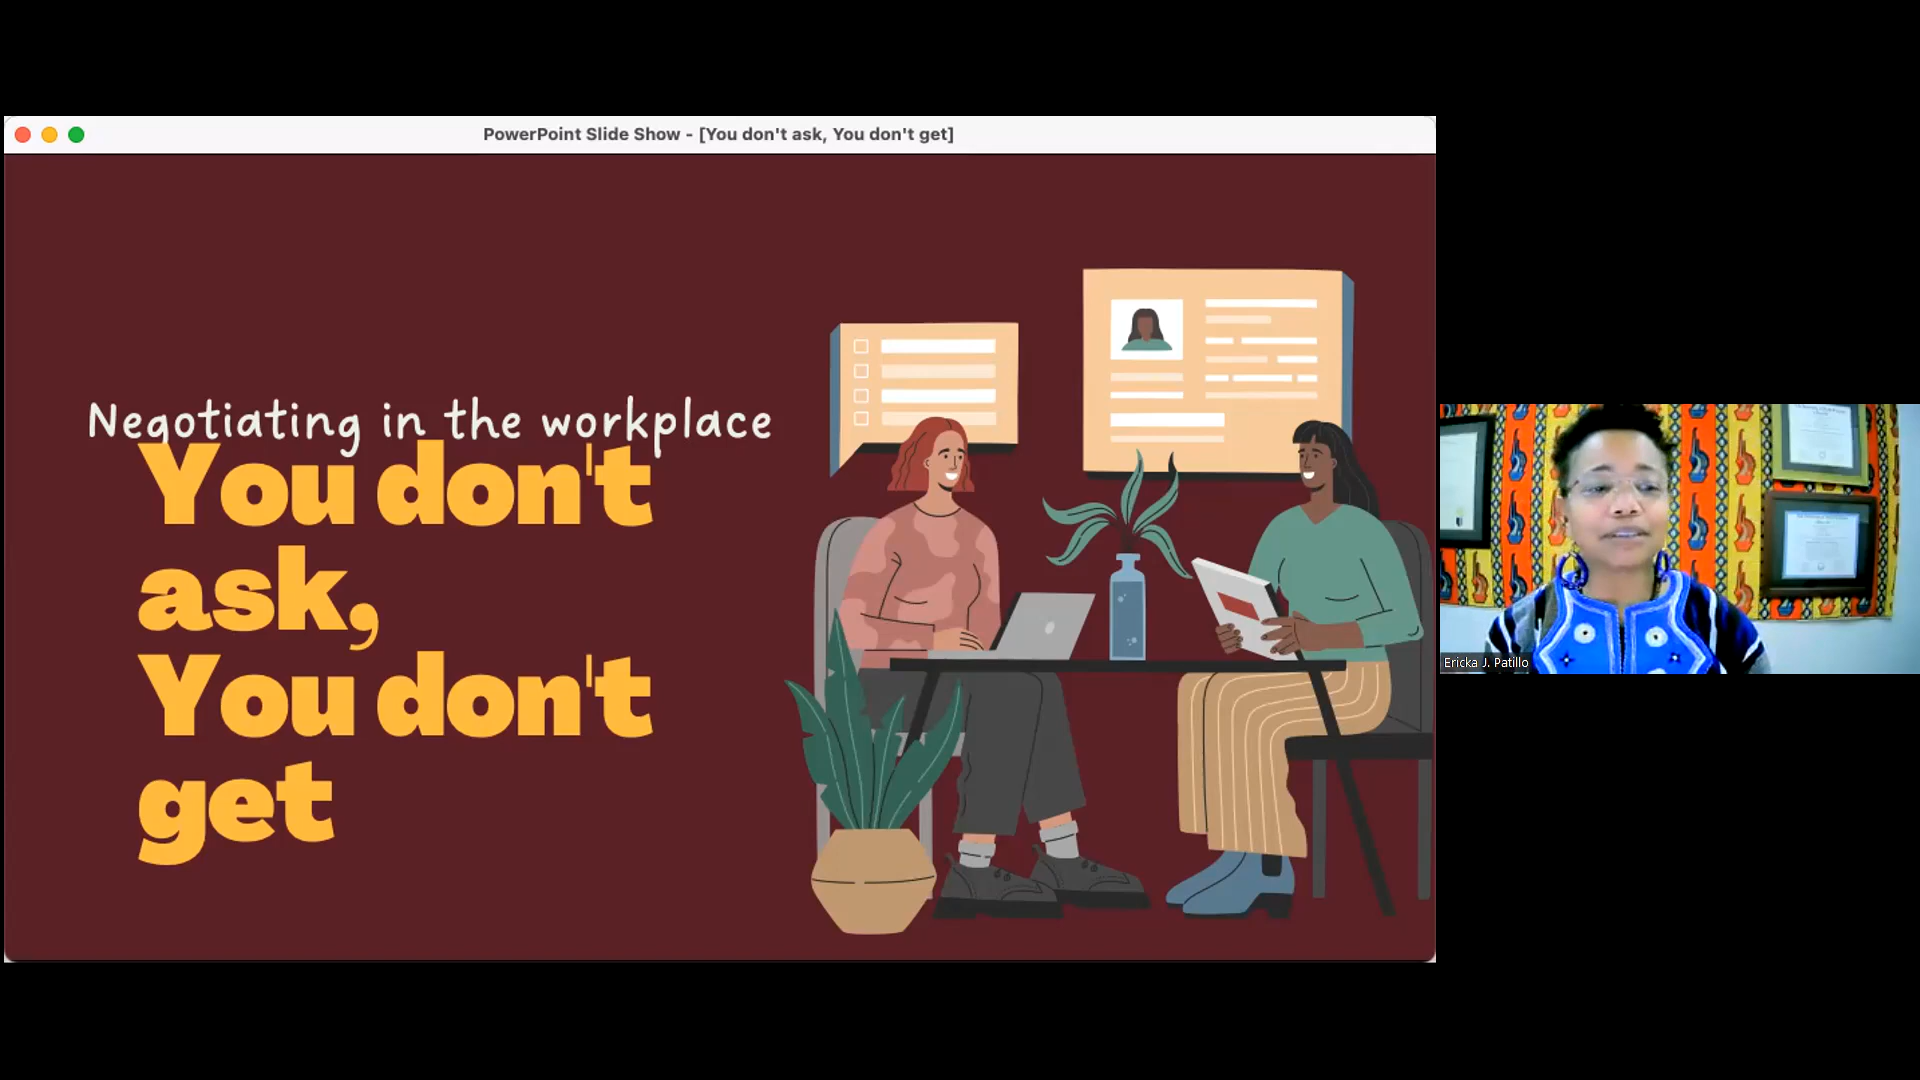 PowerPoint Slide Show - [You don't ask, You don't get]
Negotiating in the workplace
You don't
ask,
You don't
get
Ericka J. Patillo